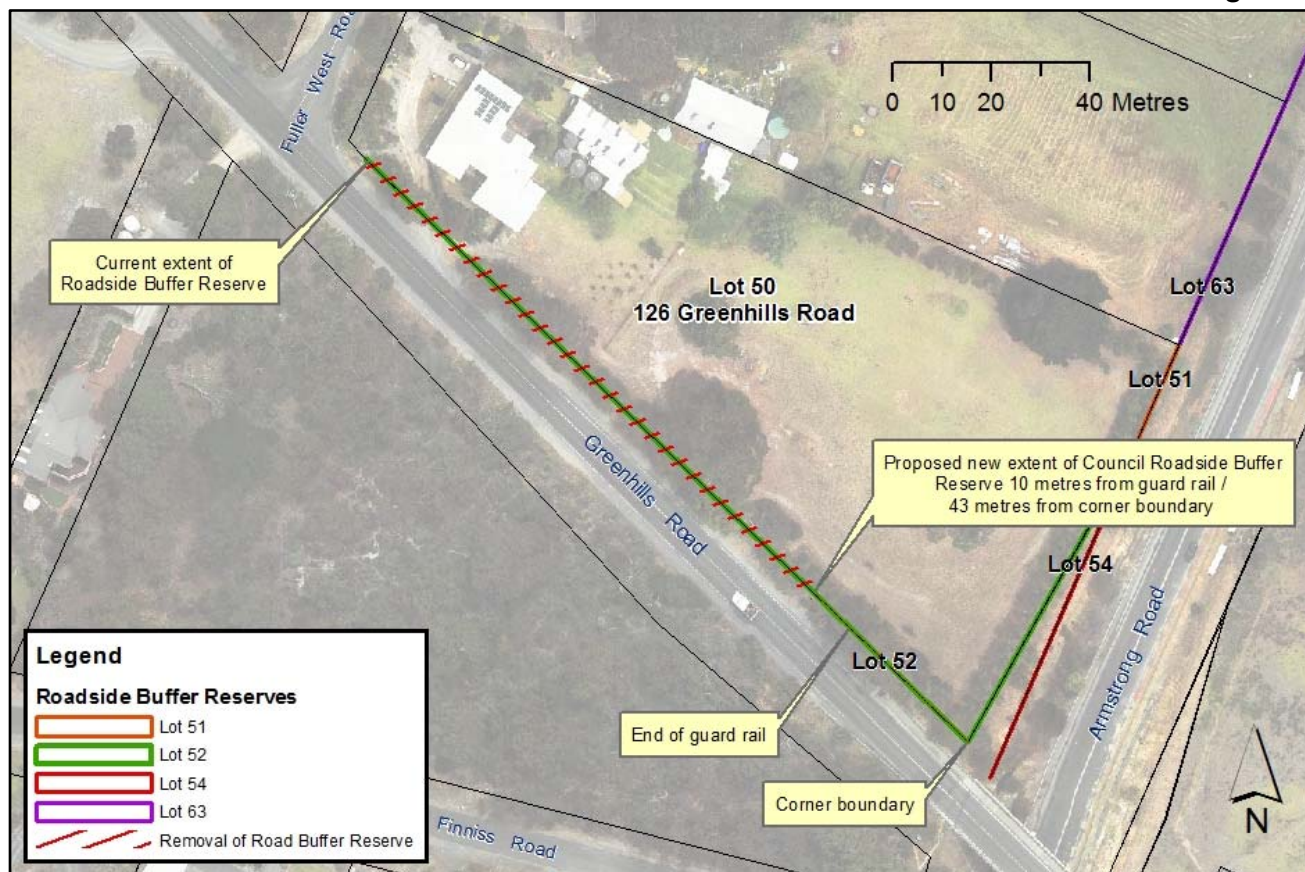 Fuller West Roa
0 10 20 40 Metres
Current extent of
Roadside Buffer Reserve
Lot 50
126 Greenhills Road
Lot 63
Lot 51
Greenhills Road
Proposed new extent of Council Roadside Buffer
Reserve 10 metres from guard rail /
43 metres from corner boundary
Lot 54
Armstrong Road
Lot 52
End of guard rail
Corner boundary
Finniss Road
N
Legend
Roadside Buffer Reserves
Lot 51
Lot 52
Lot 54
Lot 63
Removal of Road Buffer Reserve